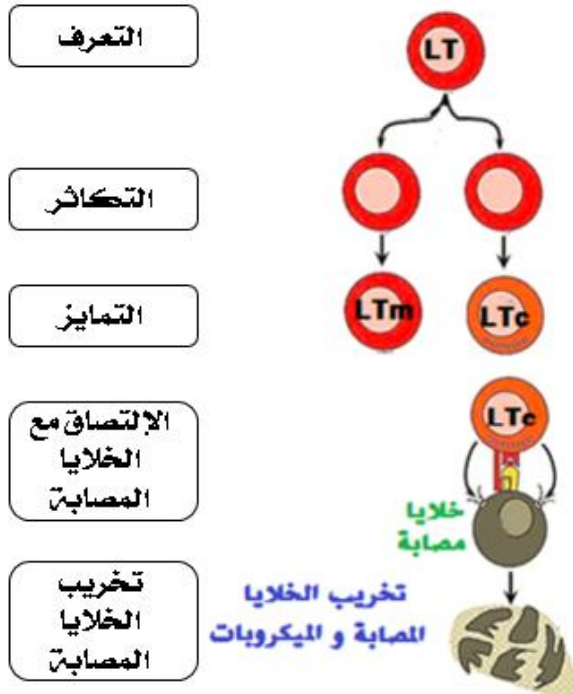 التعرف
LT
التكاثر
التمايز
LTm
LTc
الإلتصاق مع
الخلايا
المصابة
LTc
خلايا
مصابة
تخريب
الخلايا
المصابة
تخريب الخلايا
المصابة و الميكروبات